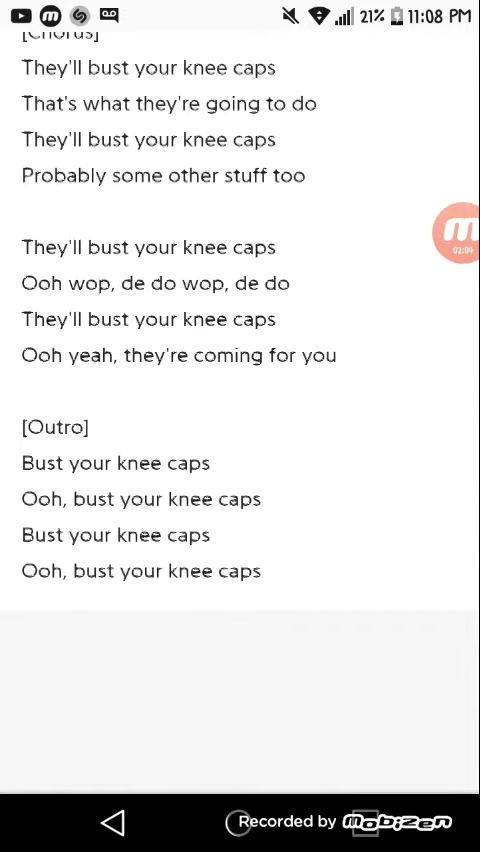 21% 11:08 PM
[Chorus]
They'll bust your knee caps
That's what they're going to do
They'll bust your knee caps
Probably some other stuff too
02:04
They'll bust your knee caps
Ooh wop, de do wop, de do
They'll bust your knee caps
Ooh yeah, they're coming for you
[Outro]
Bust your knee caps
Ooh, bust your knee caps
Bust your knee caps
Ooh, bust your knee caps
Recorded by Mobizen